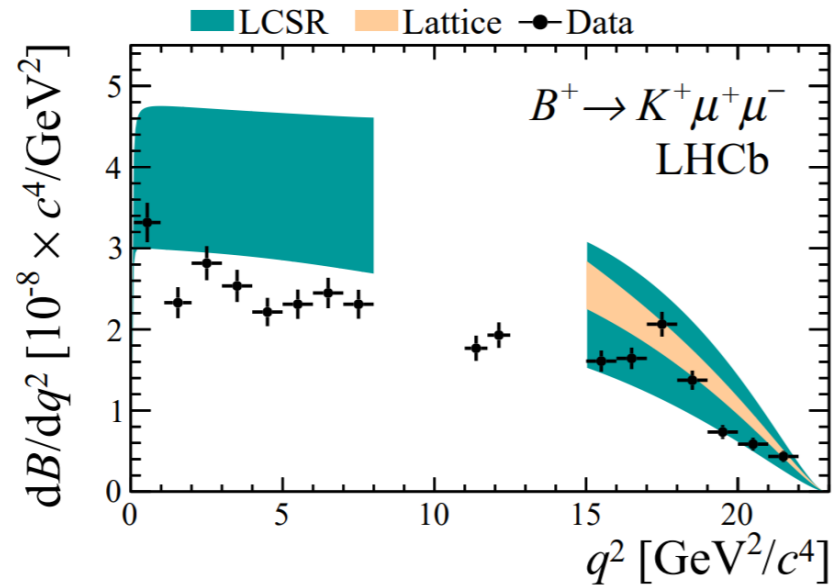 LCSR Lattice Data
B⁺ → K⁺μ⁺μ⁻
LHCb
dB/dq² [10⁻⁸ × c⁴/GeV²]
5
4
3
2
1
0
0 5 10 15 20
q² [GeV²/c⁴]